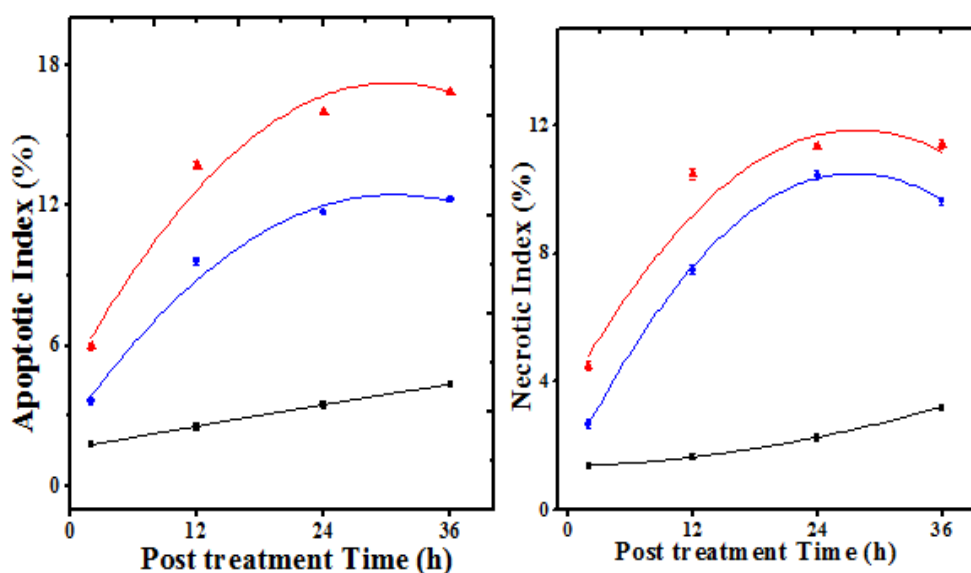 Apoptotic Index (%)
18
12
6
0
0 12 24 36
Post treatment Time (h)
Necrotic Index (%)
12
8
4
0
0 12 24 36
Post treatment Time (h)